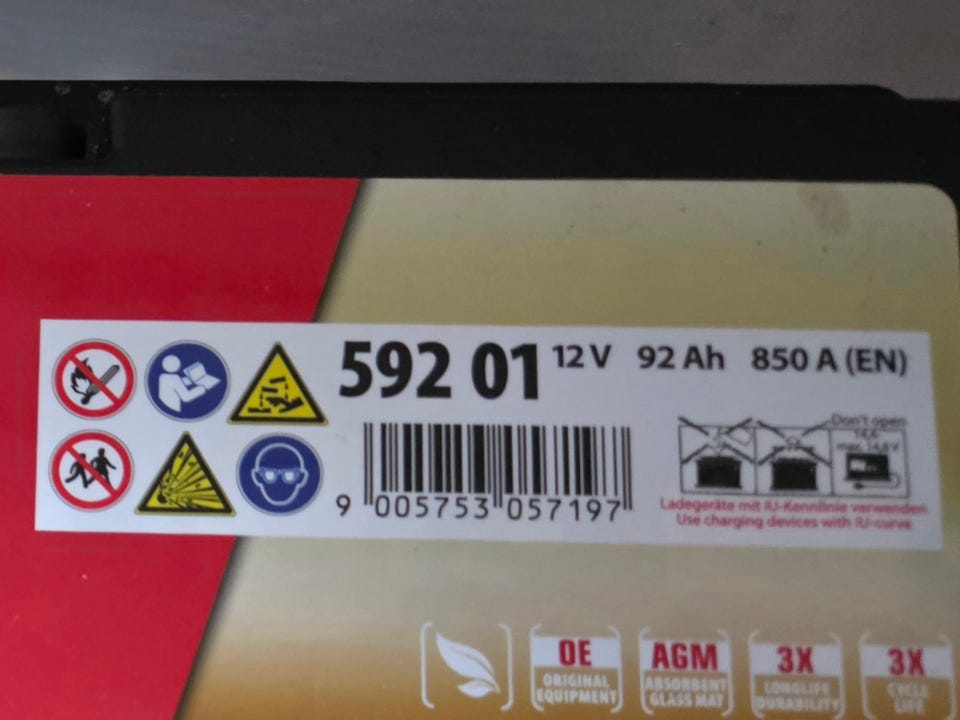 592 01 12 V 92 Ah 850 A (EN)
Don't open
14,4
max. 14,8 V
9 005753 057197
Ladegeräte mit IU-Kennlinie verwenden
Use charging devices with IU-curve
OE AGM 3X 3X
ORIGINAL EQUIPMENT
ABSORBENT GLASS MAT
LONGLIFE DURABILITY
CYCLE LIFE